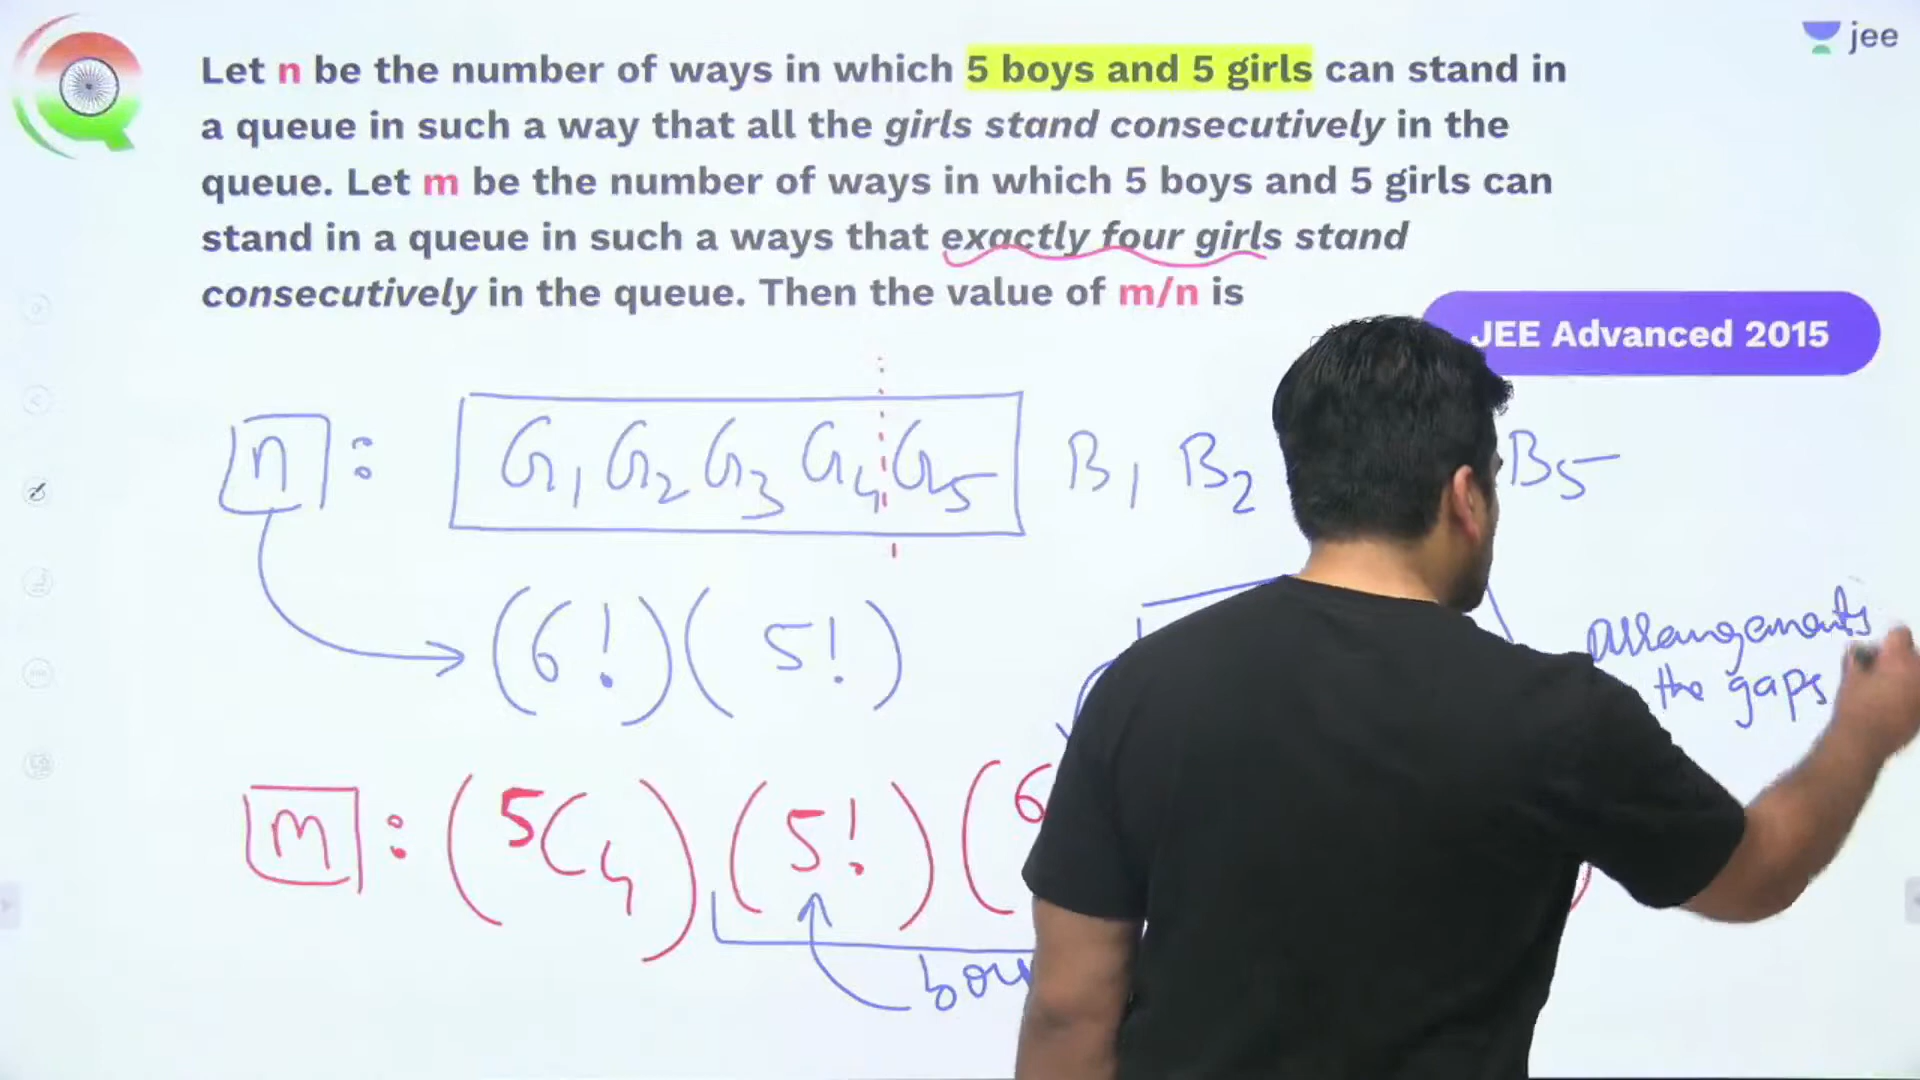 jee
Let n be the number of ways in which 5 boys and 5 girls can stand in
a queue in such a way that all the girls stand consecutively in the
queue. Let m be the number of ways in which 5 boys and 5 girls can
stand in a queue in such a ways that exactly four girls stand
consecutively in the queue. Then the value of m/n is
JEE Advanced 2015
n : G1 G2 G3 G4 G5 B1 B2 B5
(6!) (5!)
arrangements
the gaps
m : (5C4) (5!) (6